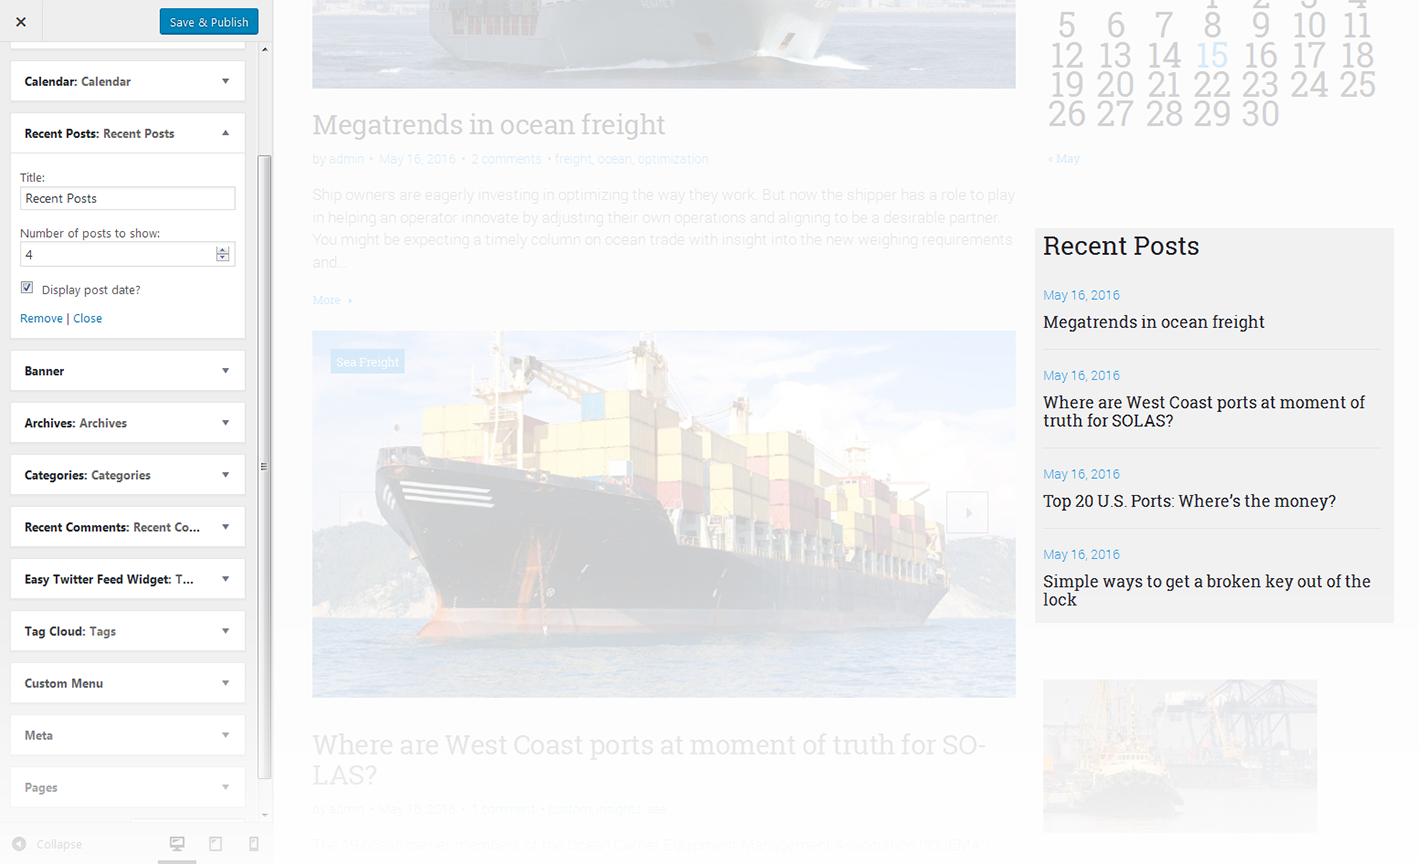 Save & Publish
Calendar: Calendar
Recent Posts: Recent Posts
Title:
Recent Posts
Number of posts to show:
4
Display post date?
Remove | Close
Banner
Archives: Archives
Categories: Categories
Recent Comments: Recent Co...
Easy Twitter Feed Widget: T...
Tag Cloud: Tags
Custom Menu
Meta
Pages
Collapse
Megatrends in ocean freight
by admin • May 16, 2016 • 2 comments • freight, ocean, optimization
Ship owners are eagerly investing in optimizing the way they work. But now the shipper has a role to play
in helping an operator innovate by adjusting their own operations and aligning to be a desirable partner.
You might be expecting a timely column on ocean trade with insight into the new weighing requirements
and...
More
Sea Freight
Where are West Coast ports at moment of truth for SO-
LAS?
by admin • May 16, 2016 • 1 comment • custom, insights, see
1 2 3 4
5 6 7 8 9 10 11
12 13 14 15 16 17 18
19 20 21 22 23 24 25
26 27 28 29 30
« May
Recent Posts
May 16, 2016
Megatrends in ocean freight
May 16, 2016
Where are West Coast ports at moment of
truth for SOLAS?
May 16, 2016
Top 20 U.S. Ports: Where's the money?
May 16, 2016
Simple ways to get a broken key out of the
lock